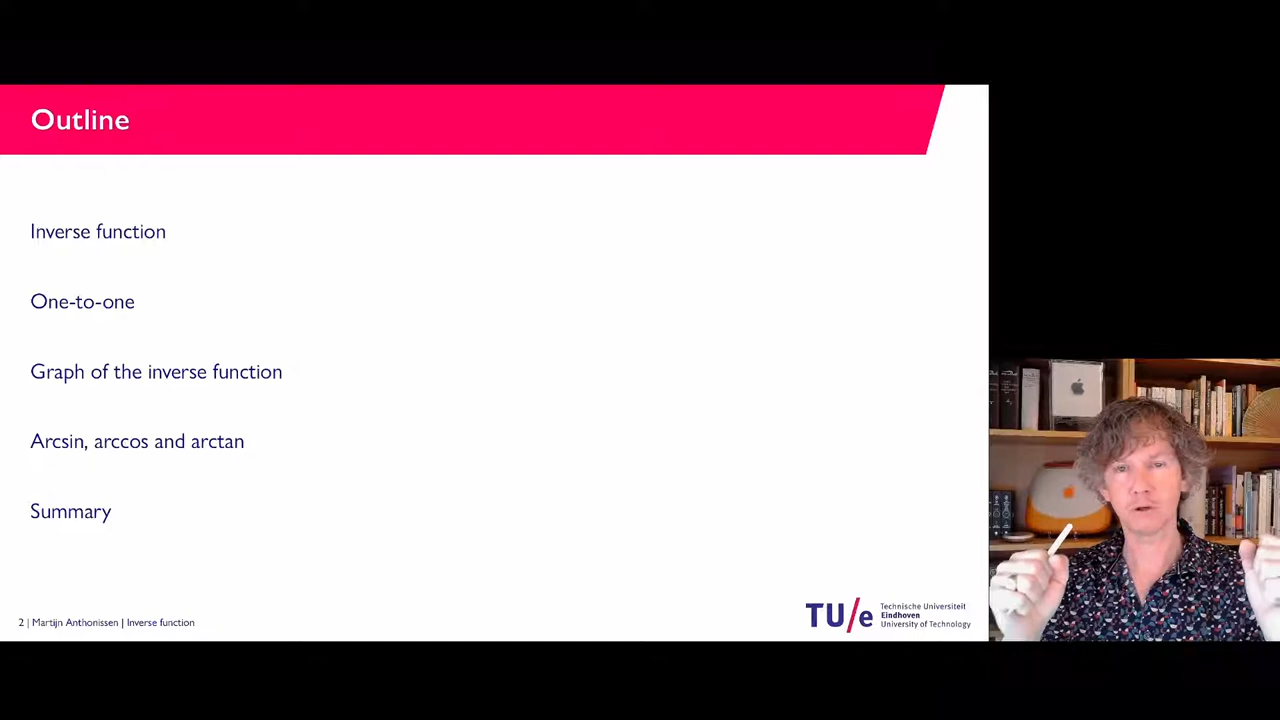 Outline
Inverse function
One-to-one
Graph of the inverse function
Arcsin, arccos and arctan
Summary
2 | Martijn Anthonissen | Inverse function
TU/e
Technische Universiteit
Eindhoven
University of Technology